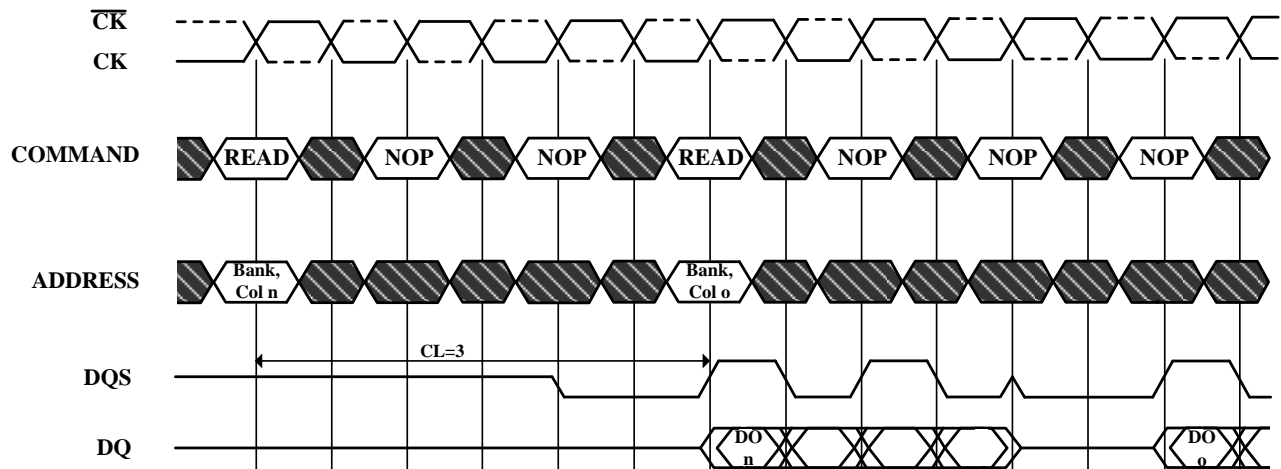 CK
CK
COMMAND READ NOP NOP READ NOP NOP NOP
ADDRESS Bank, Col n Bank, Col o
CL=3
DQS
DQ DO n DO o